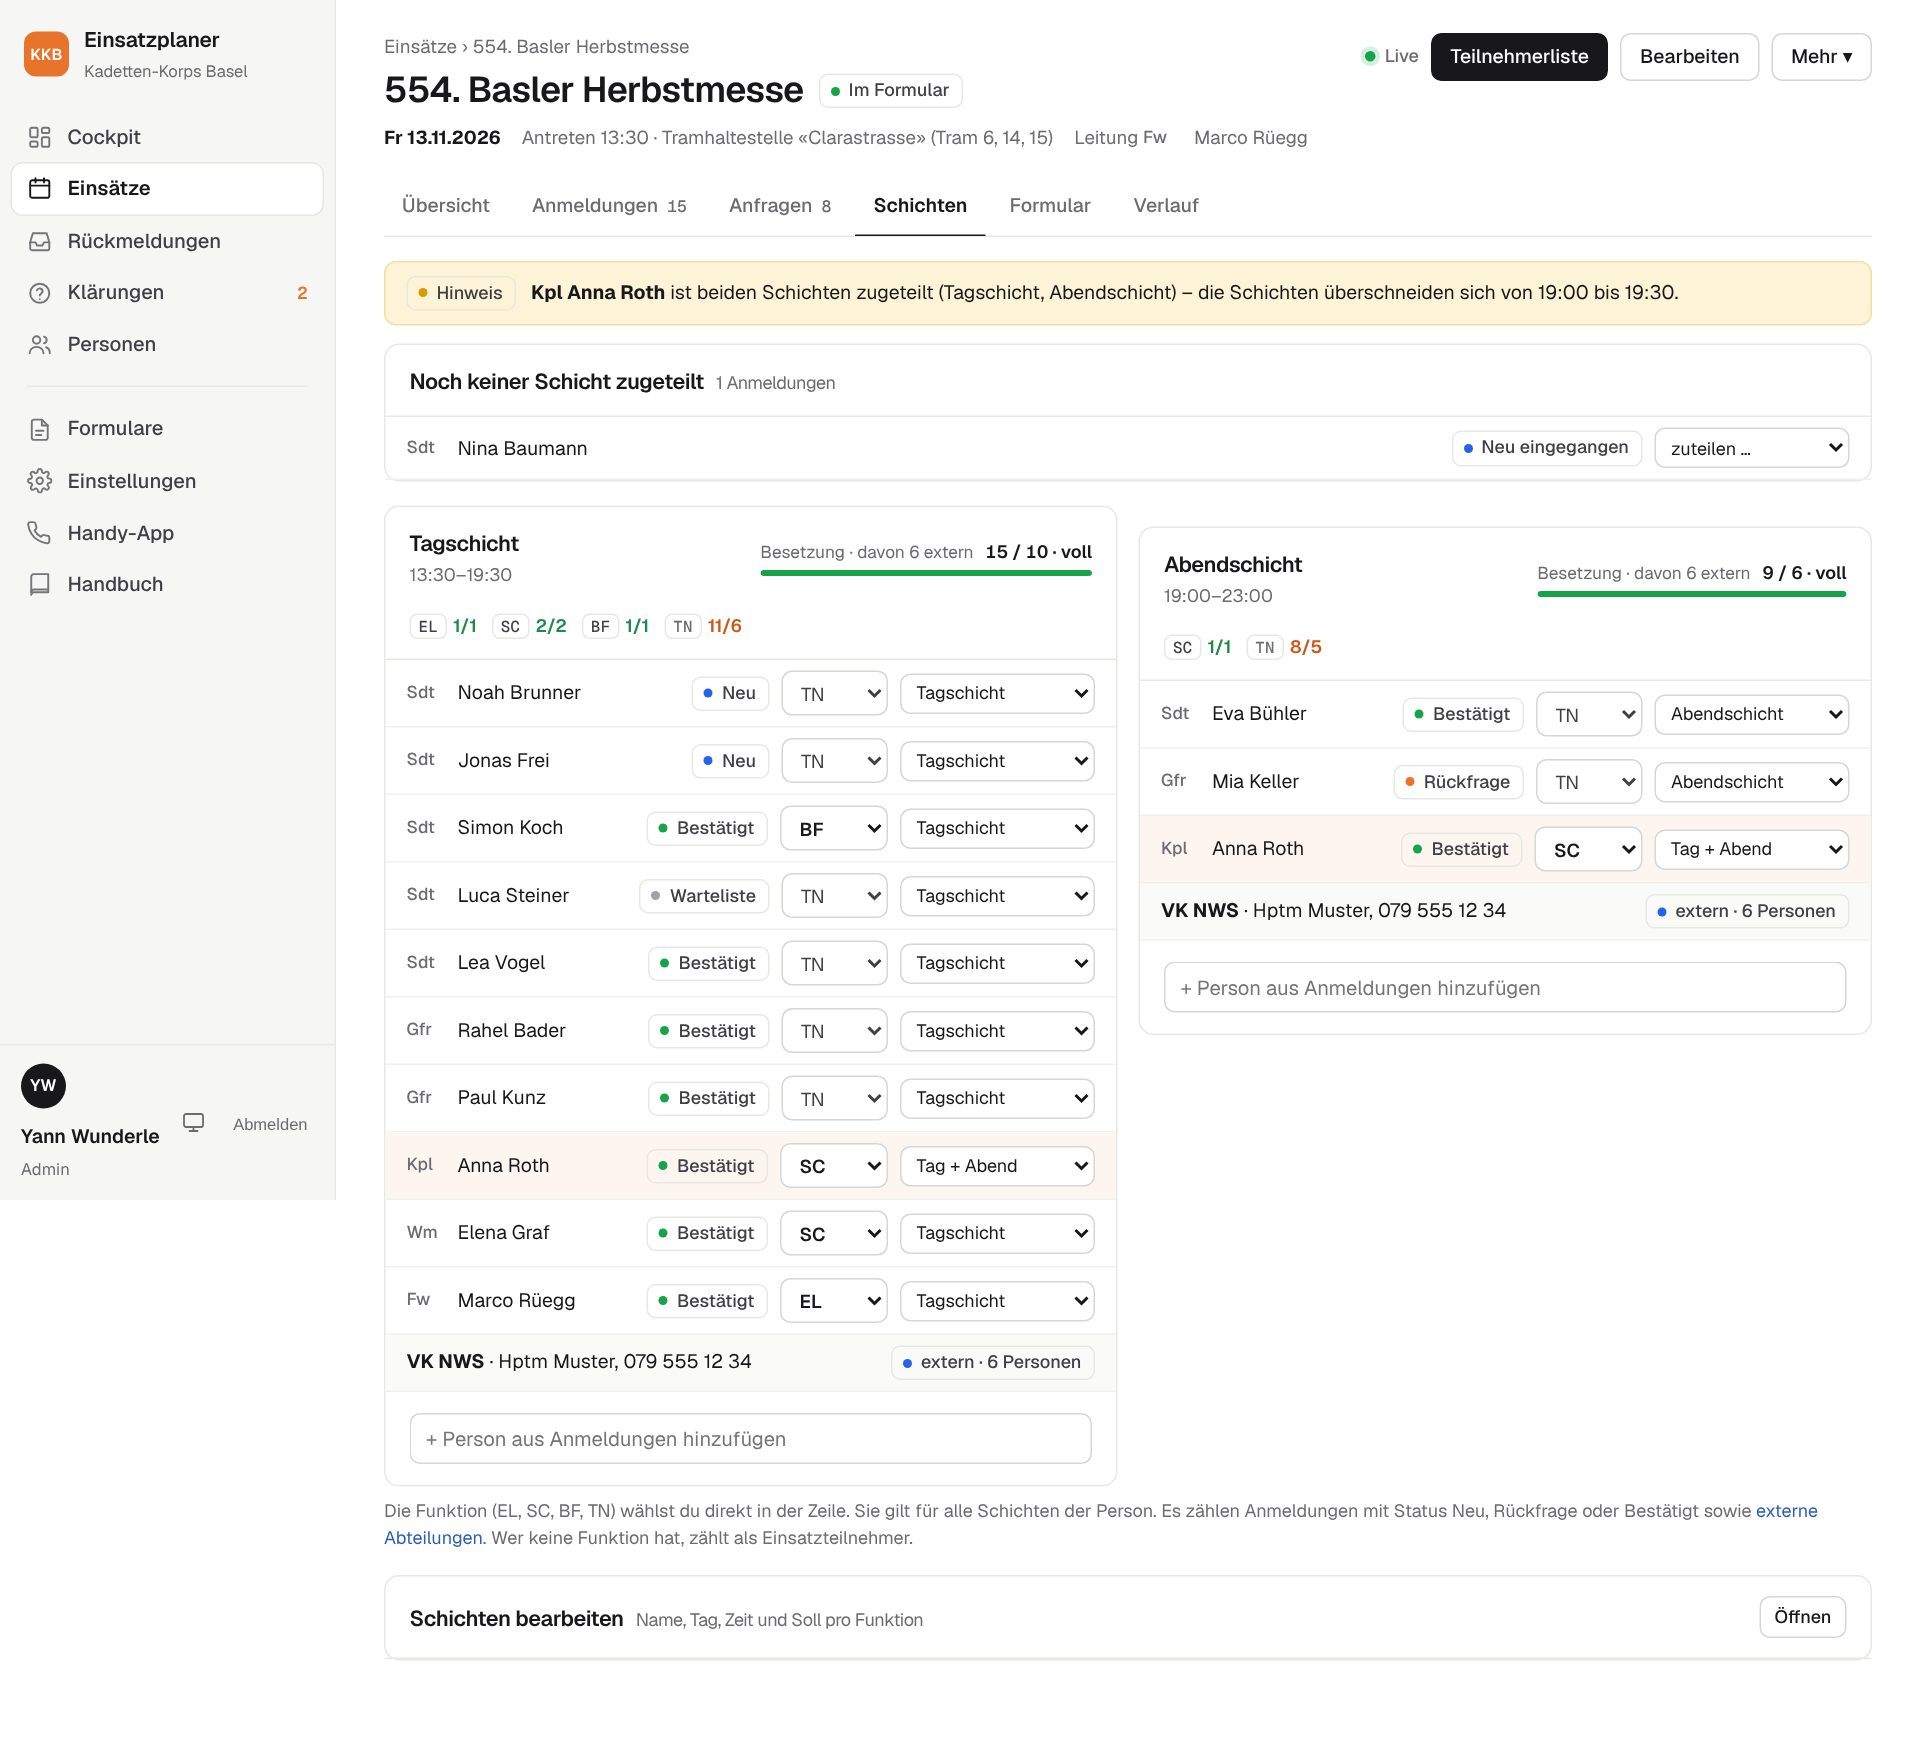 KKB
Einsatzplaner
Kadetten-Korps Basel
Cockpit
Einsätze
Rückmeldungen
Klärungen 2
Personen
Formulare
Einstellungen
Handy-App
Handbuch
YW
Yann Wunderle
Admin
Abmelden
Einsätze › 554. Basler Herbstmesse
554. Basler Herbstmesse Im Formular
Live Teilnehmerliste Bearbeiten Mehr ▾
Fr 13.11.2026 Antreten 13:30 · Tramhaltestelle «Clarastrasse» (Tram 6, 14, 15) Leitung Fw Marco Rüegg
Übersicht Anmeldungen 15 Anfragen 8 Schichten Formular Verlauf
Hinweis Kpl Anna Roth ist beiden Schichten zugeteilt (Tagschicht, Abendschicht) – die Schichten überschneiden sich von 19:00 bis 19:30.
Noch keiner Schicht zugeteilt 1 Anmeldungen
Sdt Nina Baumann Neu eingegangen zuteilen …
Tagschicht
13:30–19:30
Besetzung · davon 6 extern 15 / 10 · voll
EL 1/1 SC 2/2 BF 1/1 TN 11/6
Sdt Noah Brunner Neu TN Tagschicht
Sdt Jonas Frei Neu TN Tagschicht
Sdt Simon Koch Bestätigt BF Tagschicht
Sdt Luca Steiner Warteliste TN Tagschicht
Sdt Lea Vogel Bestätigt TN Tagschicht
Gfr Rahel Bader Bestätigt TN Tagschicht
Gfr Paul Kunz Bestätigt TN Tagschicht
Kpl Anna Roth Bestätigt SC Tag + Abend
Wm Elena Graf Bestätigt SC Tagschicht
Fw Marco Rüegg Bestätigt EL Tagschicht
VK NWS · Hptm Muster, 079 555 12 34 extern · 6 Personen
+ Person aus Anmeldungen hinzufügen
Abendschicht
19:00–23:00
Besetzung · davon 6 extern 9 / 6 · voll
SC 1/1 TN 8/5
Sdt Eva Bühler Bestätigt TN Abendschicht
Gfr Mia Keller Rückfrage TN Abendschicht
Kpl Anna Roth Bestätigt SC Tag + Abend
VK NWS · Hptm Muster, 079 555 12 34 extern · 6 Personen
+ Person aus Anmeldungen hinzufügen
Die Funktion (EL, SC, BF, TN) wählst du direkt in der Zeile. Sie gilt für alle Schichten der Person. Es zählen Anmeldungen mit Status Neu, Rückfrage oder Bestätigt sowie externe
Abteilungen. Wer keine Funktion hat, zählt als Einsatzteilnehmer.
Schichten bearbeiten Name, Tag, Zeit und Soll pro Funktion Öffnen